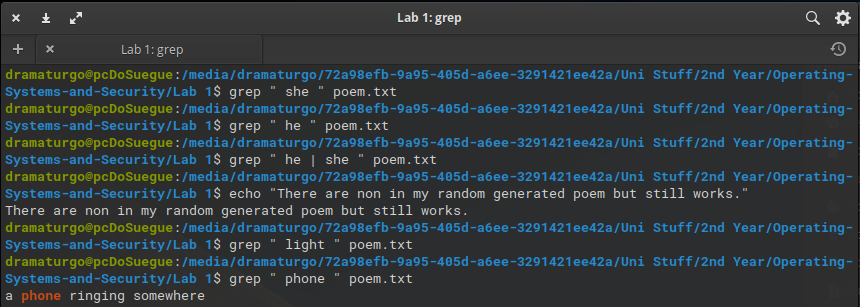 Lab 1: grep
Lab 1: grep
dramaturgo@pcDoSuegue:/media/dramaturgo/72a98efb-9a95-405d-a6ee-3291421ee42a/Uni Stuff/2nd Year/Operating-
Systems-and-Security/Lab 1$ grep " she " poem.txt
dramaturgo@pcDoSuegue:/media/dramaturgo/72a98efb-9a95-405d-a6ee-3291421ee42a/Uni Stuff/2nd Year/Operating-
Systems-and-Security/Lab 1$ grep " he " poem.txt
dramaturgo@pcDoSuegue:/media/dramaturgo/72a98efb-9a95-405d-a6ee-3291421ee42a/Uni Stuff/2nd Year/Operating-
Systems-and-Security/Lab 1$ grep " he | she " poem.txt
dramaturgo@pcDoSuegue:/media/dramaturgo/72a98efb-9a95-405d-a6ee-3291421ee42a/Uni Stuff/2nd Year/Operating-
Systems-and-Security/Lab 1$ echo "There are non in my random generated poem but still works."
There are non in my random generated poem but still works.
dramaturgo@pcDoSuegue:/media/dramaturgo/72a98efb-9a95-405d-a6ee-3291421ee42a/Uni Stuff/2nd Year/Operating-
Systems-and-Security/Lab 1$ grep " light " poem.txt
dramaturgo@pcDoSuegue:/media/dramaturgo/72a98efb-9a95-405d-a6ee-3291421ee42a/Uni Stuff/2nd Year/Operating-
Systems-and-Security/Lab 1$ grep " phone " poem.txt
a phone ringing somewhere